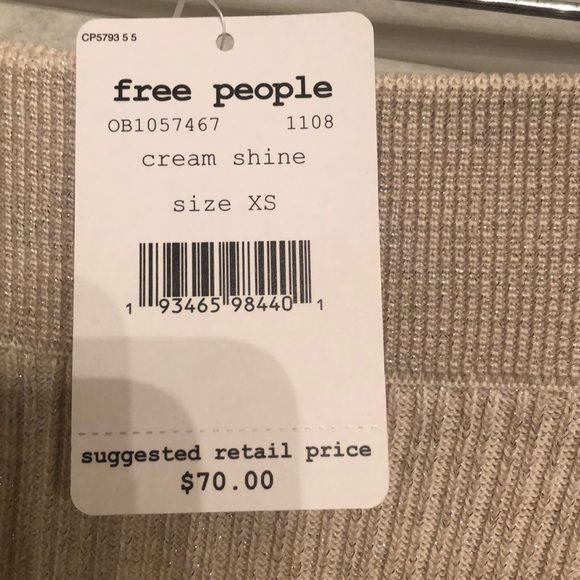 CP5793 5 5
free people
OB1057467 1108
cream shine
size XS
1 93465 98440 1
suggested retail price
$70.00